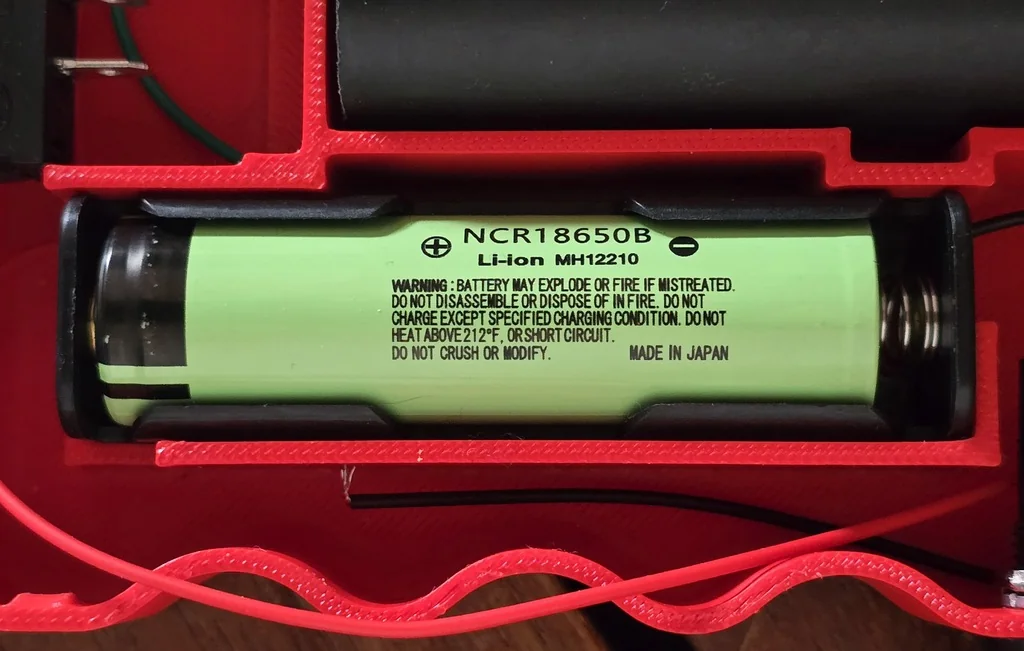 ⊕ NCR18650B ⊖
Li-ion MH12210
WARNING : BATTERY MAY EXPLODE OR FIRE IF MISTREATED.
DO NOT DISASSEMBLE OR DISPOSE OF IN FIRE. DO NOT
CHARGE EXCEPT SPECIFIED CHARGING CONDITION. DO NOT
HEAT ABOVE 212°F, OR SHORT CIRCUIT.
DO NOT CRUSH OR MODIFY. MADE IN JAPAN